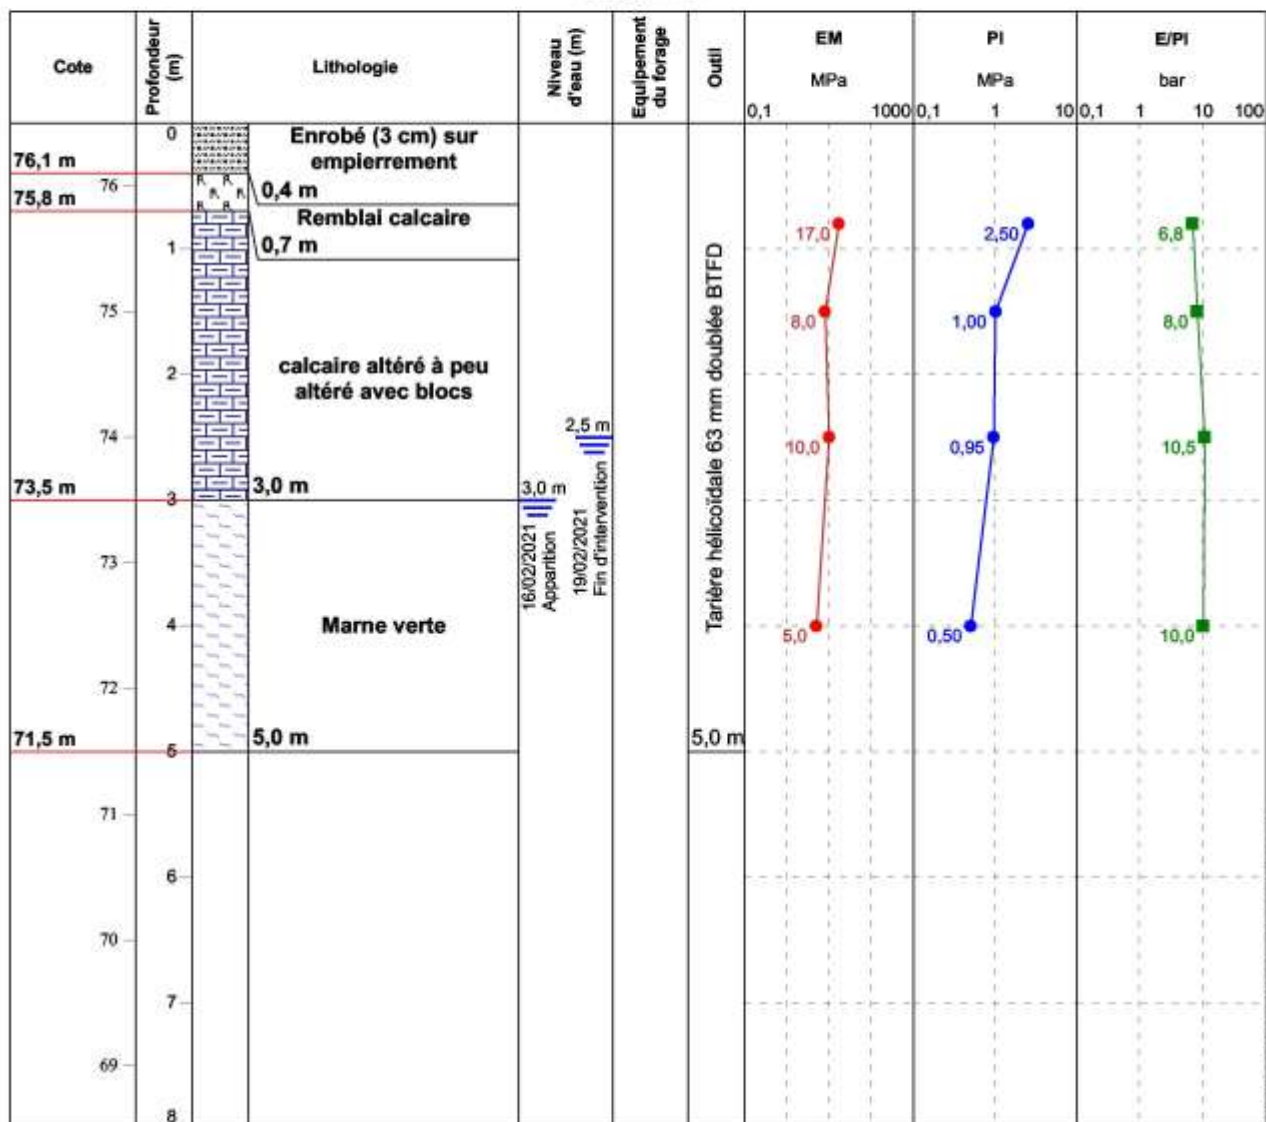 Cote
Profondeur
(m)
Lithologie
Niveau
d'eau (m)
Equipement
du forage
Outil
EM
MPa
0,1
1000
PI
MPa
0,1
1
10
E/PI
bar
0,1
1
10
100
0
Enrobé (3 cm) sur
empierrement
76,1 m
76
0,4 m
75,8 m
Remblai calcaire
0,7 m
1
17,0
2,50
6,8
75
8,0
1,00
8,0
calcaire altéré à peu
altéré avec blocs
2
2,5 m
74
10,0
0,95
10,5
73,5 m
3,0 m
3
3,0 m
16/02/2021
Apparition
19/02/2021
Fin d'intervention
Tarière hélicoïdale 63 mm doublée BTFD
73
Marne verte
4
5,0
0,50
10,0
72
71,5 m
5,0 m
5
5,0 m
71
6
70
7
69
8
R R
R
R R